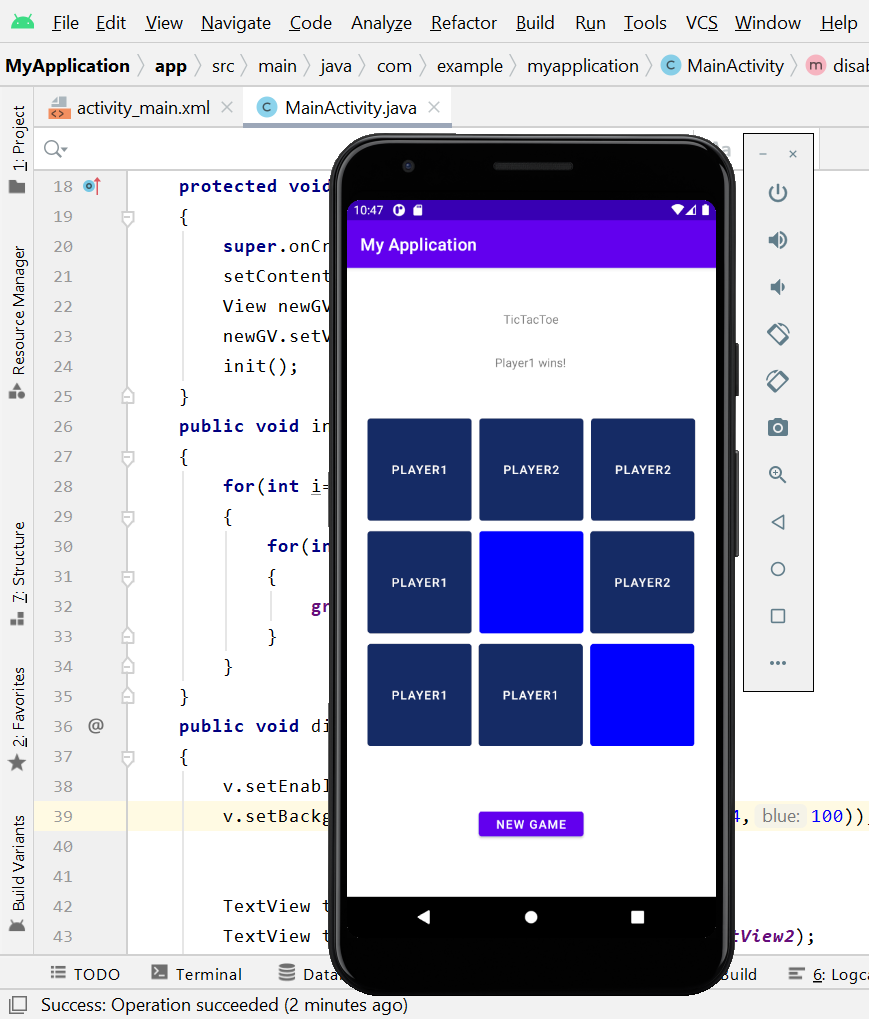 File Edit View Navigate Code Analyze Refactor Build Run Tools VCS Window Help
MyApplication app src main java com example myapplication C MainActivity m disab
activity_main.xml C MainActivity.java
1: Project
Resource Manager
7: Structure
2: Favorites
Build Variants
18 protected void
19 {
20 super.onCr
21 setContent
22 View newGV
23 newGV.setV
24 init();
25 }
26 public void in
27 {
28 for(int i=
29 {
30 for(in
31 {
32 gr
33 }
34 }
35 }
36 @ public void di
37 {
38 v.setEnabl
39 v.setBackg 4, blue: 100));
40
41
42 TextView t
43 TextView t tView2);
10:47
My Application
TicTacToe
Player1 wins!
PLAYER1 PLAYER2 PLAYER2
PLAYER1 PLAYER2
PLAYER1 PLAYER1
NEW GAME
TODO Terminal Data Build 6: Logca
Success: Operation succeeded (2 minutes ago)